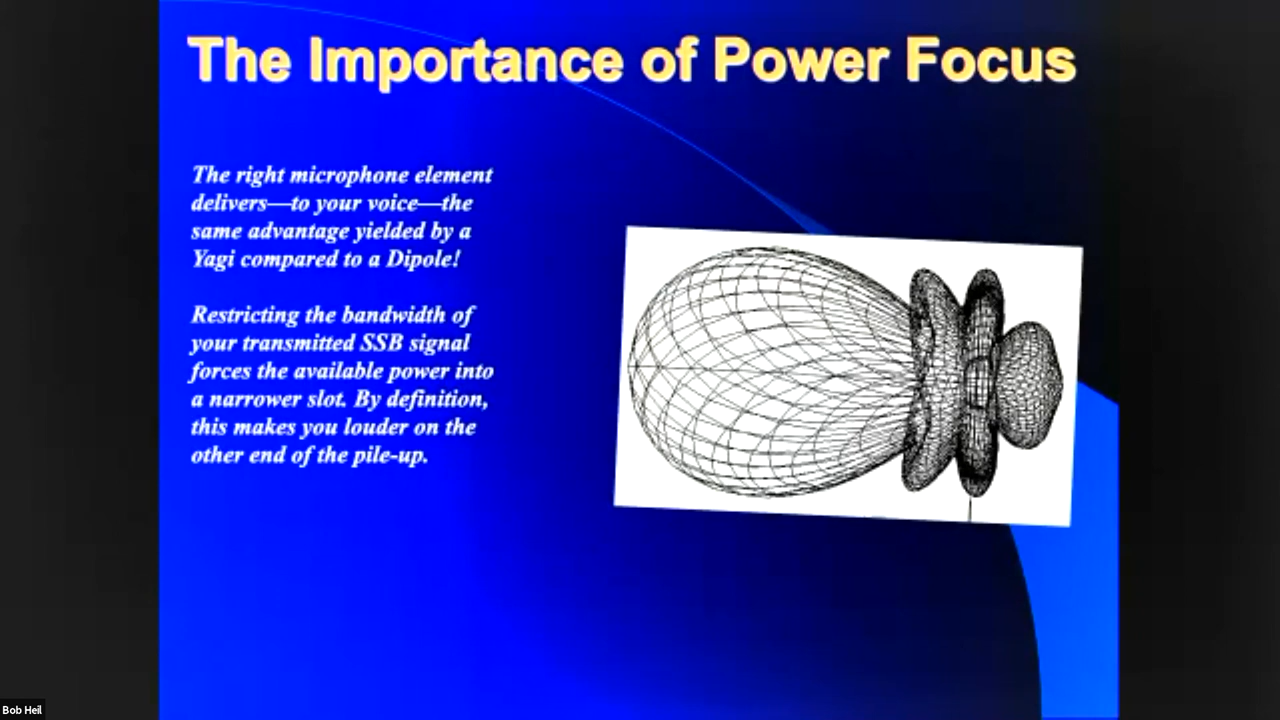 The Importance of Power Focus
The right microphone element
delivers—to your voice—the
same advantage yielded by a
Yagi compared to a Dipole!
Restricting the bandwidth of
your transmitted SSB signal
forces the available power into
a narrower slot. By definition,
this makes you louder on the
other end of the pile-up.
Bob Heil